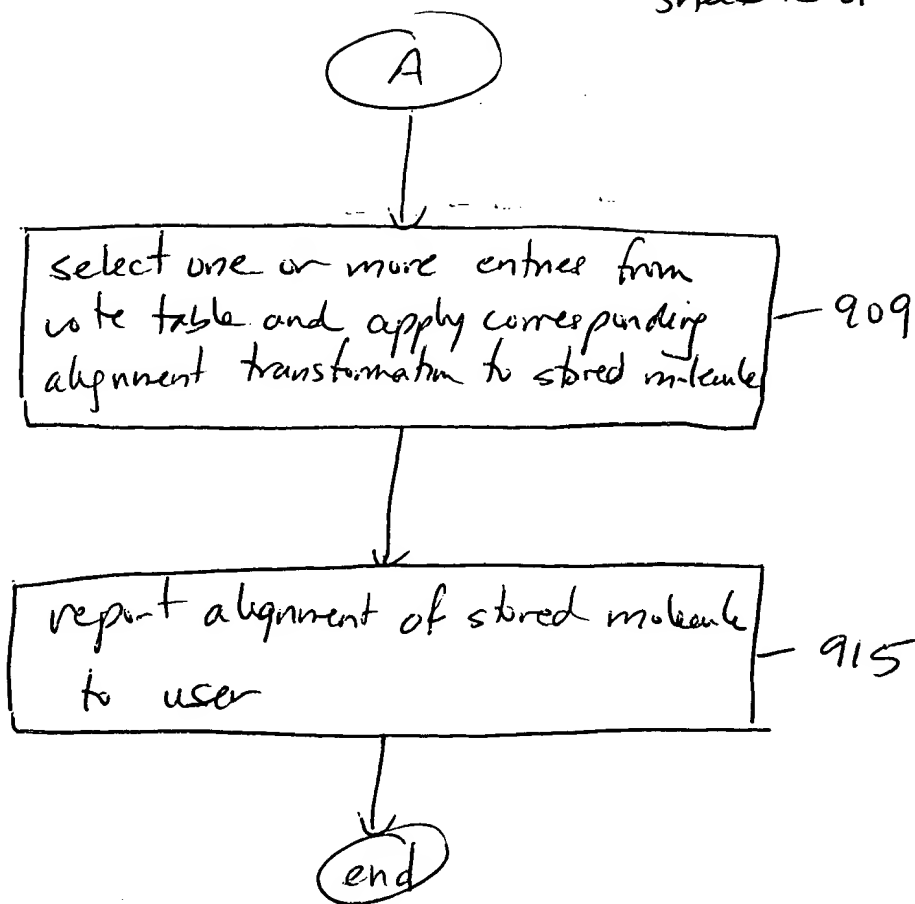 A
select one or more entries from
vote table and apply corresponding
alignment transformation to stored molecule
909
report alignment of stored molecule
to user
915
end